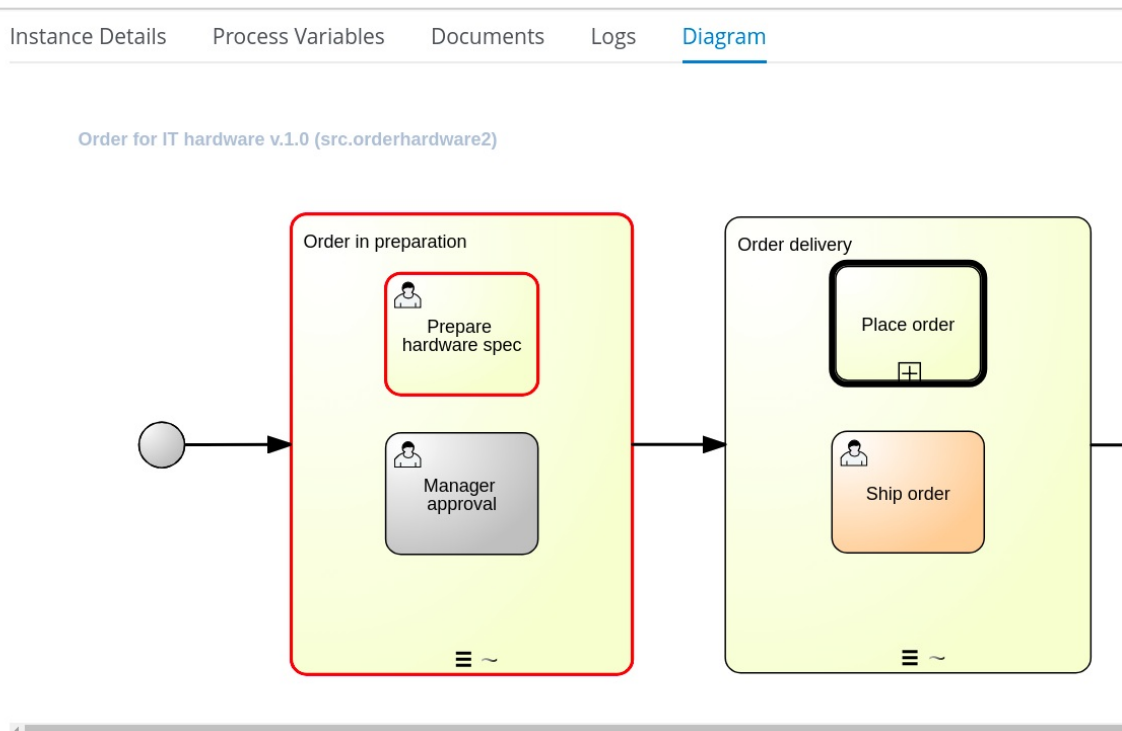 Instance Details Process Variables Documents Logs Diagram
Order for IT hardware v.1.0 (src.orderhardware2)
Order in preparation
Prepare
hardware spec
Manager
approval
Order delivery
Place order
Ship order